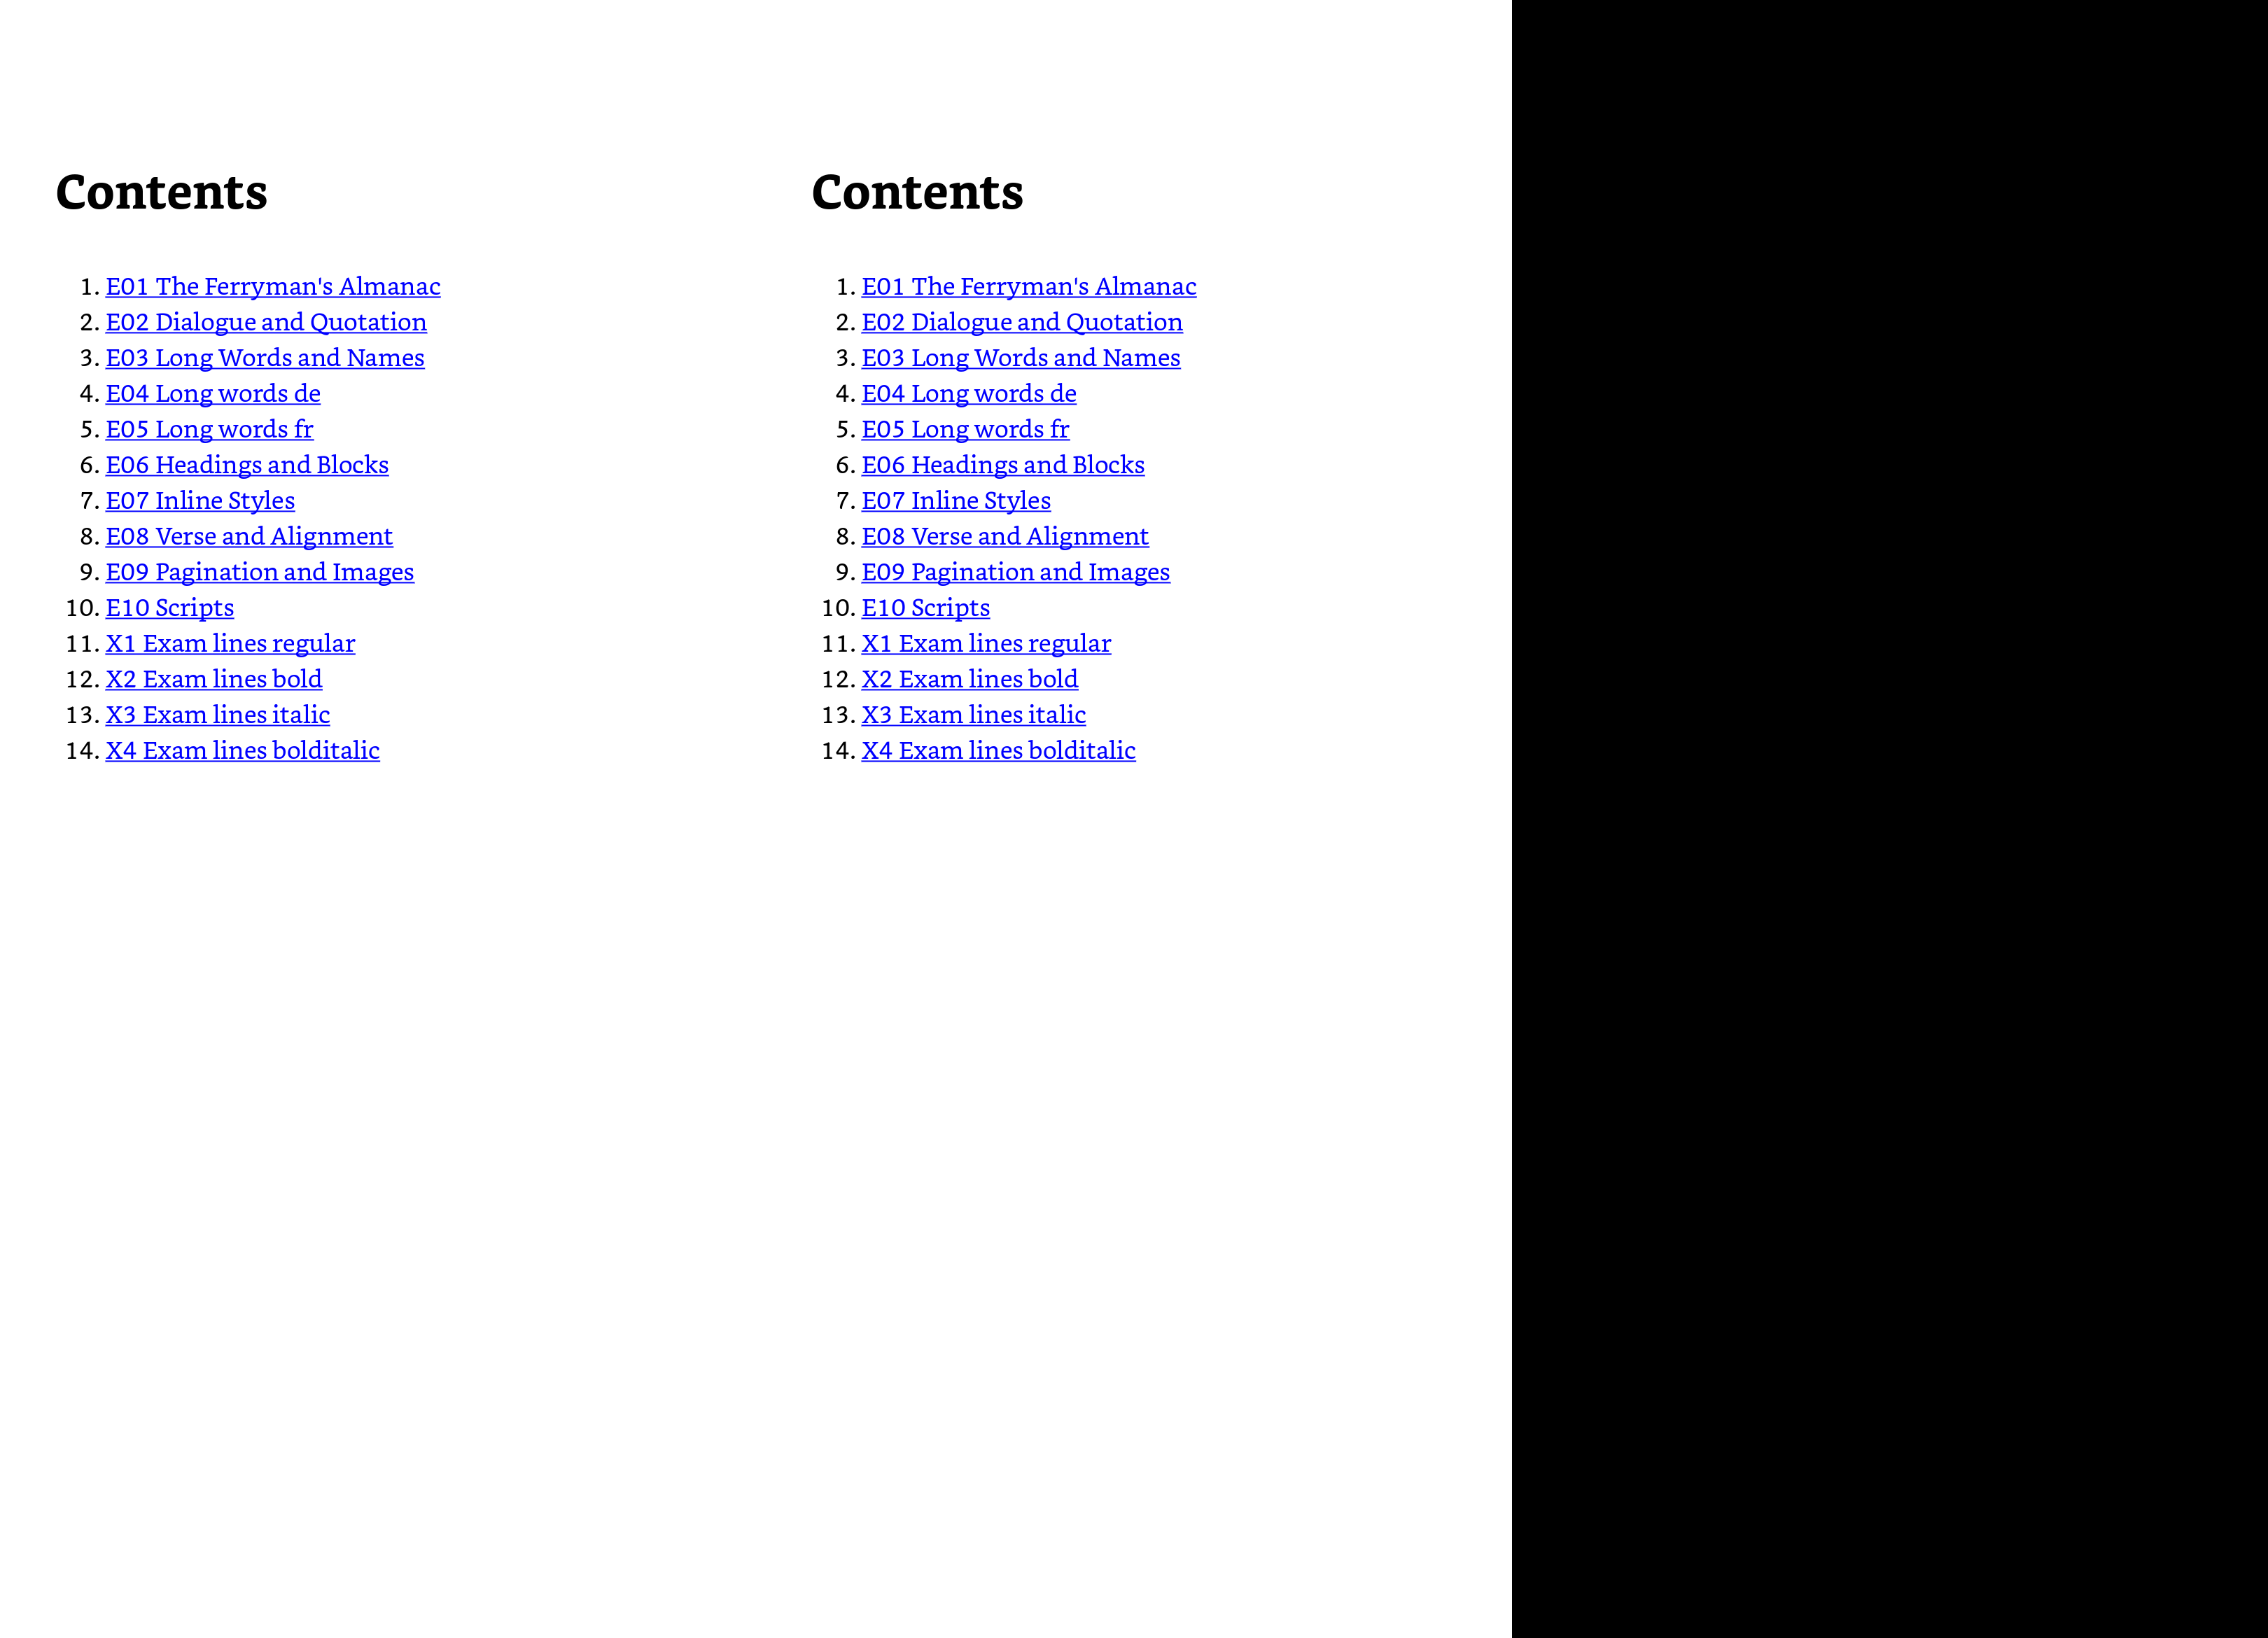 Contents
1. E01 The Ferryman's Almanac
2. E02 Dialogue and Quotation
3. E03 Long Words and Names
4. E04 Long words de
5. E05 Long words fr
6. E06 Headings and Blocks
7. E07 Inline Styles
8. E08 Verse and Alignment
9. E09 Pagination and Images
10. E10 Scripts
11. X1 Exam lines regular
12. X2 Exam lines bold
13. X3 Exam lines italic
14. X4 Exam lines bolditalic
Contents
1. E01 The Ferryman's Almanac
2. E02 Dialogue and Quotation
3. E03 Long Words and Names
4. E04 Long words de
5. E05 Long words fr
6. E06 Headings and Blocks
7. E07 Inline Styles
8. E08 Verse and Alignment
9. E09 Pagination and Images
10. E10 Scripts
11. X1 Exam lines regular
12. X2 Exam lines bold
13. X3 Exam lines italic
14. X4 Exam lines bolditalic